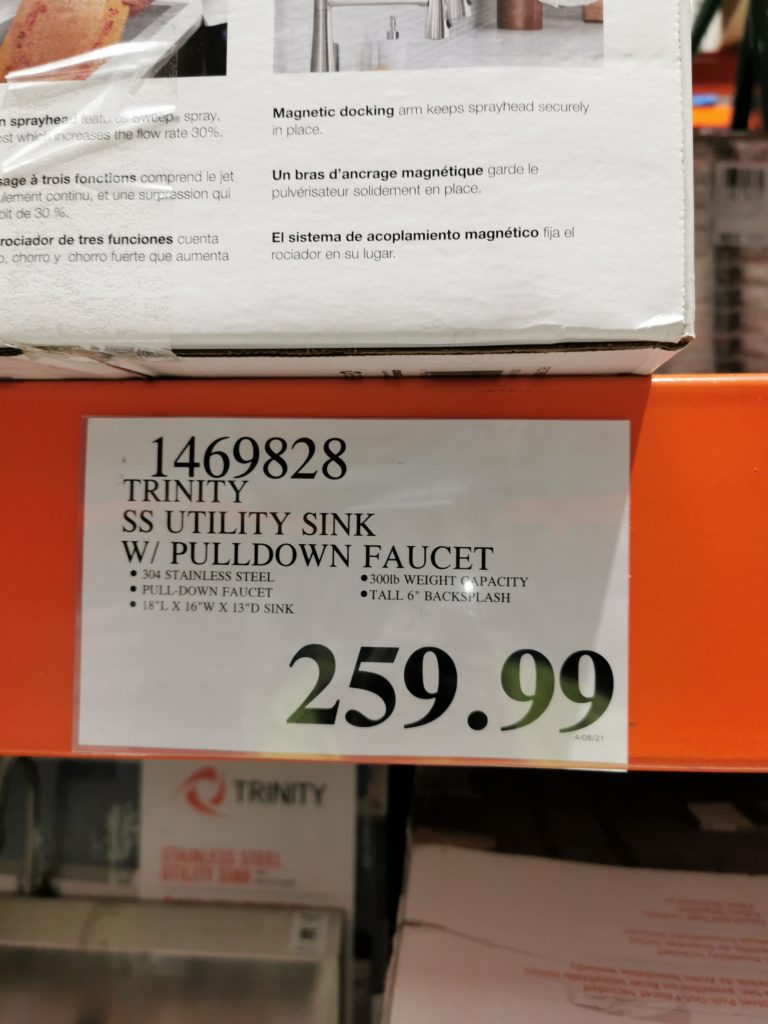 n sprayhead features Sweep® spray,
ost which increases the flow rate 30%.
sage à trois fonctions comprend le jet
ulement continu, et une surpression qui
bit de 30 %.
rociador de tres funciones cuenta
o, chorro y chorro fuerte que aumenta
Magnetic docking arm keeps sprayhead securely
in place.
Un bras d'ancrage magnétique garde le
pulvérisateur solidement en place.
El sistema de acoplamiento magnético fija el
rociador en su lugar.
1469828
TRINITY
SS UTILITY SINK
W/ PULLDOWN FAUCET
• 304 STAINLESS STEEL
• PULL-DOWN FAUCET
• 18"L X 16"W X 13"D SINK
• 300lb WEIGHT CAPACITY
• TALL 6" BACKSPLASH
259.99
4/08/21
TRINITY
STAINLESS STEEL
UTILITY SINK